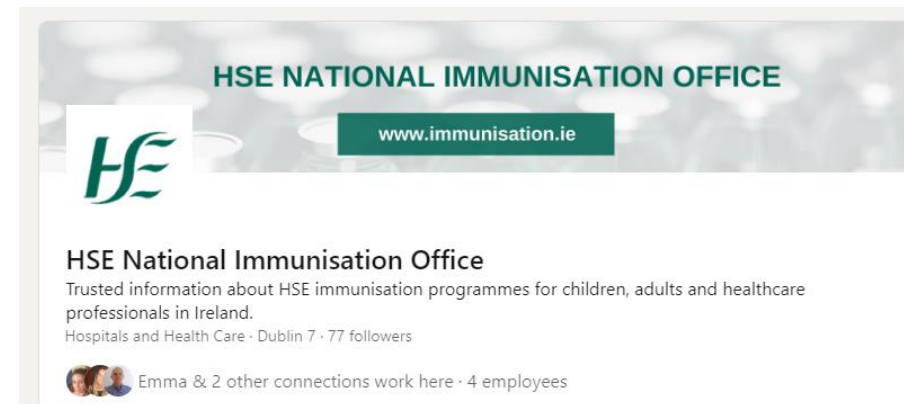 HSE NATIONAL IMMUNISATION OFFICE
www.immunisation.ie
HSE
HSE National Immunisation Office
Trusted information about HSE immunisation programmes for children, adults and healthcare
professionals in Ireland.
Hospitals and Health Care · Dublin 7 · 77 followers
Emma & 2 other connections work here · 4 employees